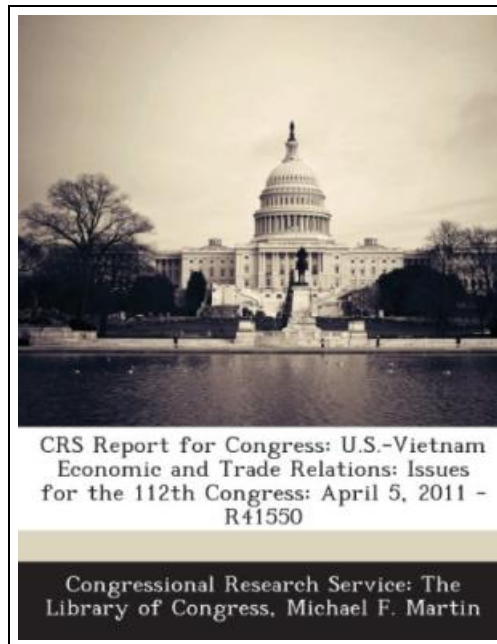 CRS Report for Congress: U.S.-Vietnam
Economic and Trade Relations: Issues
for the 112th Congress: April 5, 2011 -
R41550
Congressional Research Service: The
Library of Congress, Michael F. Martin